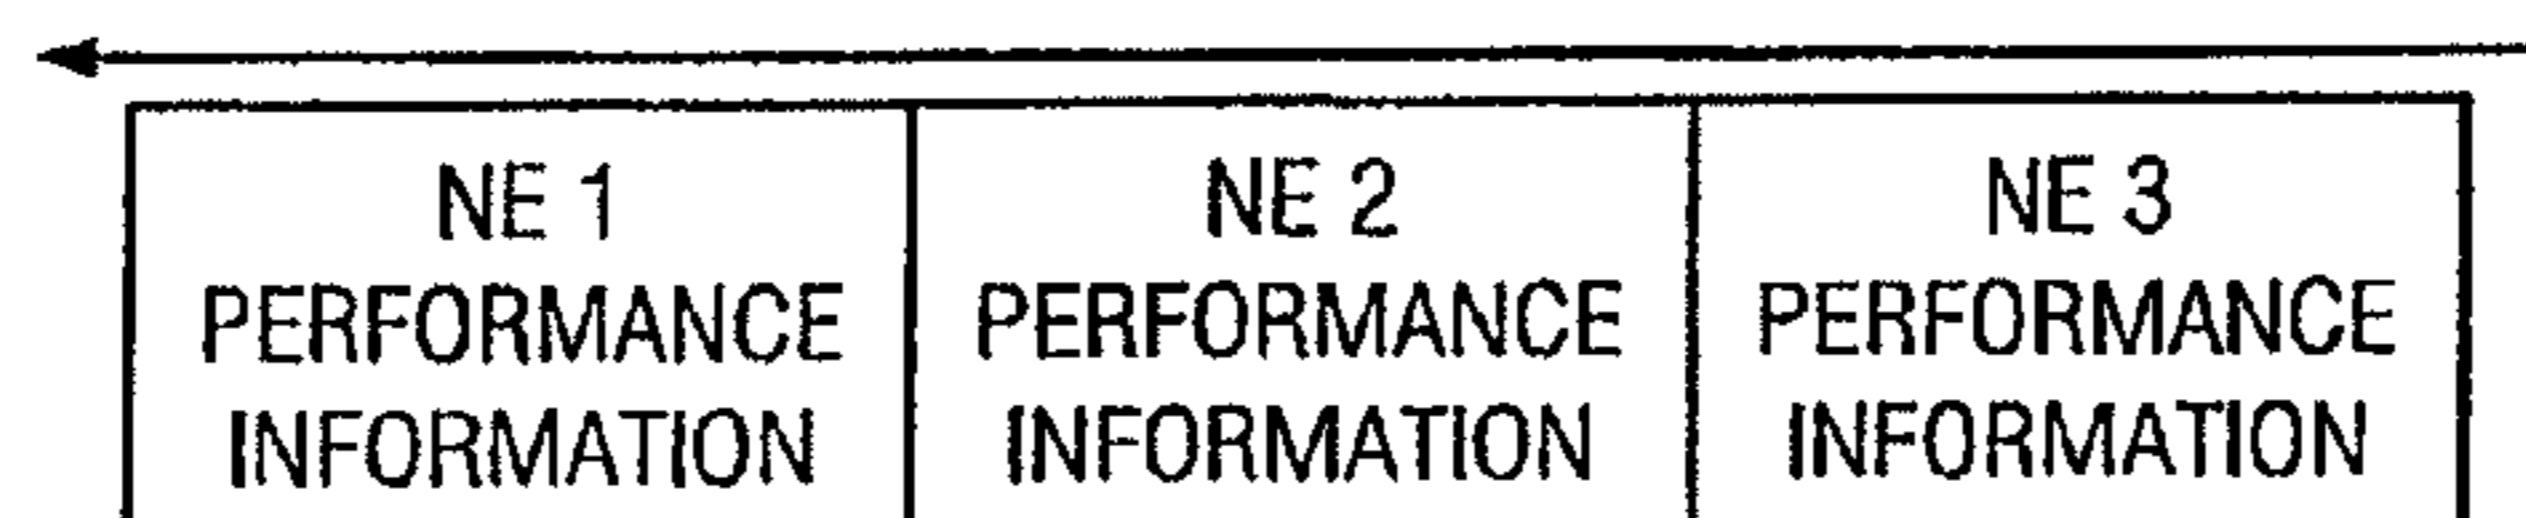 NE 1
PERFORMANCE
INFORMATION
NE 2
PERFORMANCE
INFORMATION
NE 3
PERFORMANCE
INFORMATION